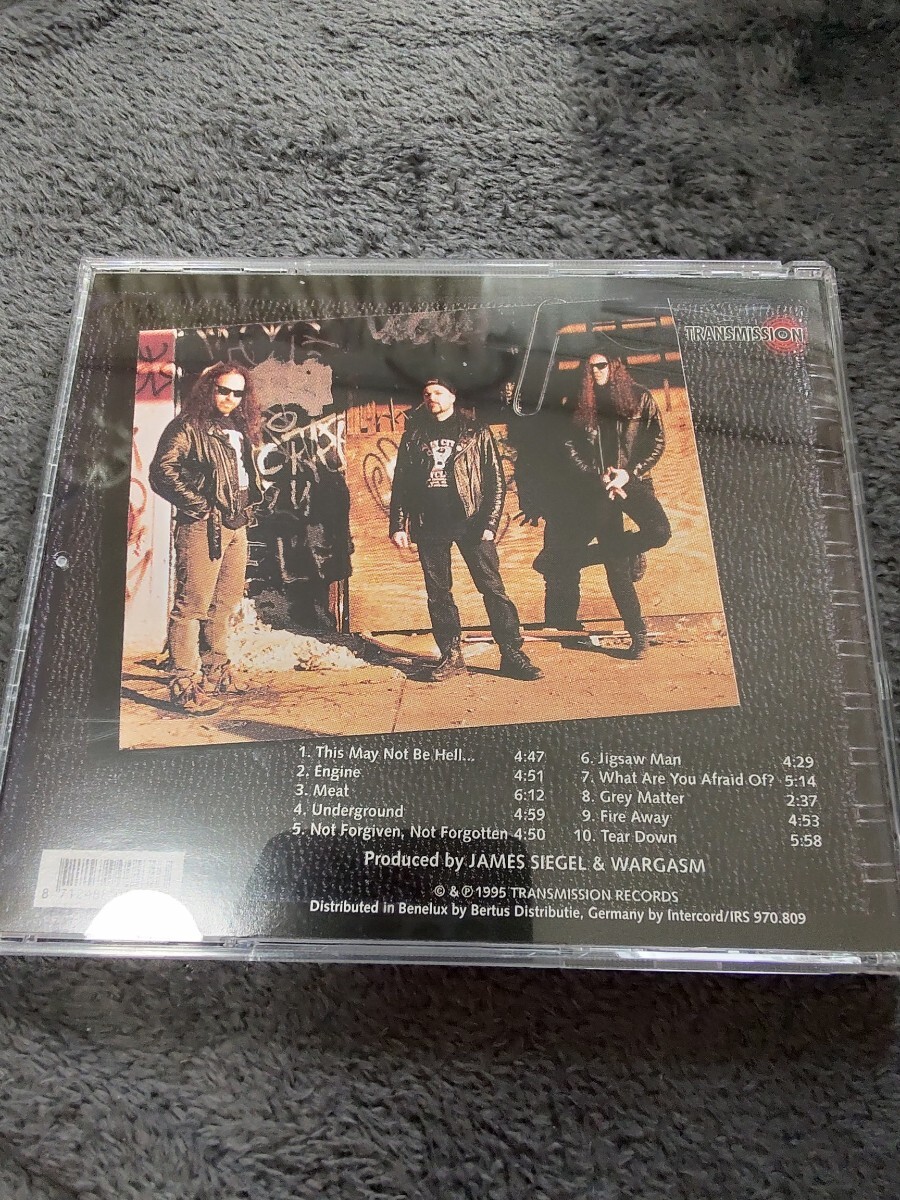 TRANSMISSION
1. This May Not Be Hell... 4:47
2. Engine 4:51
3. Meat 6:12
4. Underground 4:59
5. Not Forgiven, Not Forgotten 4:50
6. Jigsaw Man 4:29
7. What Are You Afraid Of? 5:14
8. Grey Matter 2:37
9. Fire Away 4:53
10. Tear Down 5:58
Produced by JAMES SIEGEL & WARGASM
© & ℗ 1995 TRANSMISSION RECORDS
Distributed in Benelux by Bertus Distributie, Germany by Intercord/IRS 970.809